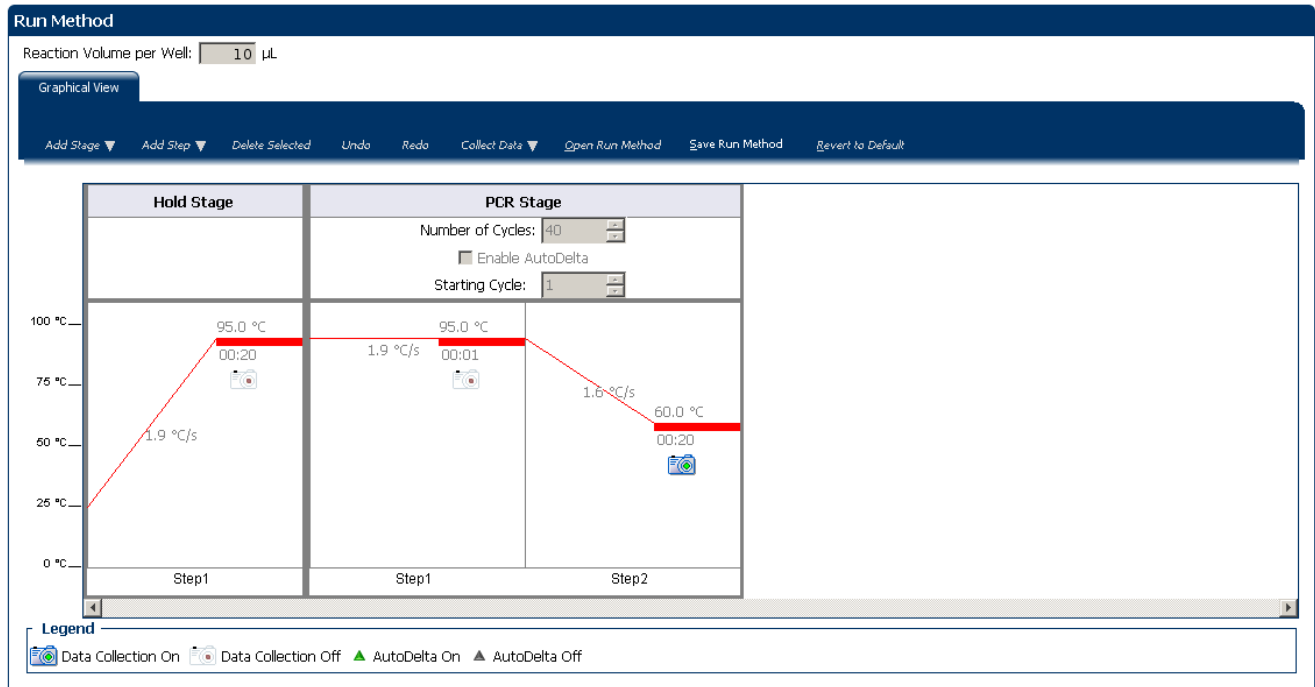 Run Method
Reaction Volume per Well: 10 µL
Graphical View
Add Stage ▼ Add Step ▼ Delete Selected Undo Redo Collect Data ▼ Open Run Method Save Run Method Revert to Default
Hold Stage PCR Stage
Number of Cycles: 40
Enable AutoDelta
Starting Cycle: 1
100 °C
95.0 °C 95.0 °C
1.9 °C/s
00:20 00:01
75 °C
1.6 °C/s
60.0 °C
1.9 °C/s
50 °C 00:20
25 °C
0 °C
Step1 Step1 Step2
Legend
Data Collection On Data Collection Off AutoDelta On AutoDelta Off